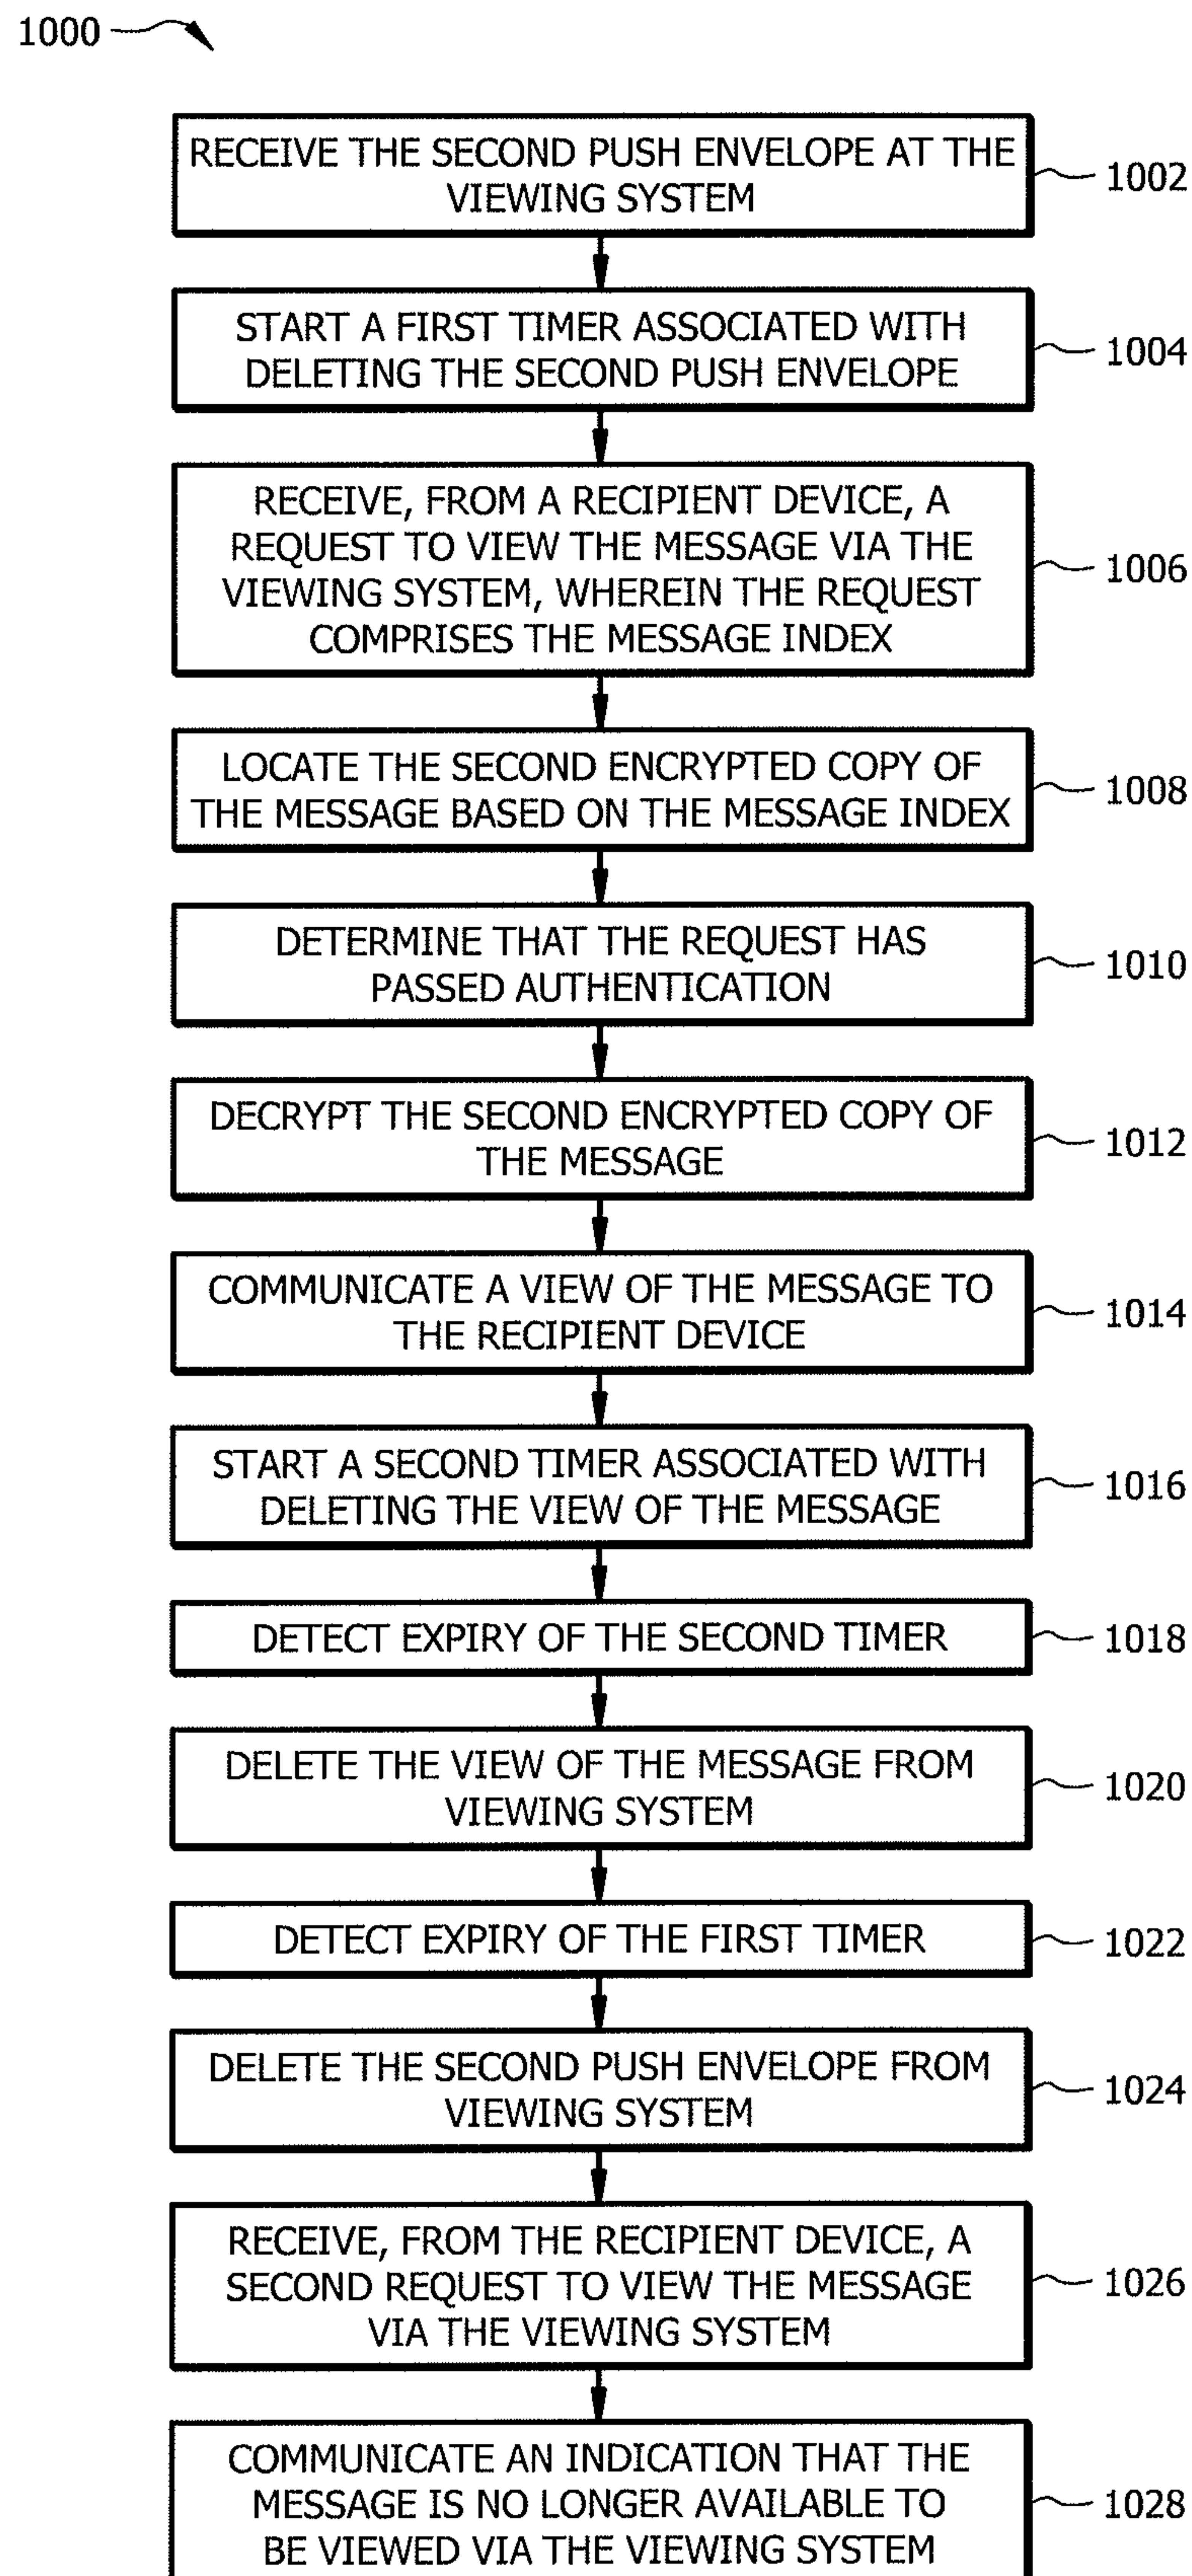 1000
RECEIVE THE SECOND PUSH ENVELOPE AT THE
VIEWING SYSTEM
1002
START A FIRST TIMER ASSOCIATED WITH
DELETING THE SECOND PUSH ENVELOPE
1004
RECEIVE, FROM A RECIPIENT DEVICE, A
REQUEST TO VIEW THE MESSAGE VIA THE
VIEWING SYSTEM, WHEREIN THE REQUEST
COMPRISES THE MESSAGE INDEX
1006
LOCATE THE SECOND ENCRYPTED COPY OF
THE MESSAGE BASED ON THE MESSAGE INDEX
1008
DETERMINE THAT THE REQUEST HAS
PASSED AUTHENTICATION
1010
DECRYPT THE SECOND ENCRYPTED COPY OF
THE MESSAGE
1012
COMMUNICATE A VIEW OF THE MESSAGE TO
THE RECIPIENT DEVICE
1014
START A SECOND TIMER ASSOCIATED WITH
DELETING THE VIEW OF THE MESSAGE
1016
DETECT EXPIRY OF THE SECOND TIMER
1018
DELETE THE VIEW OF THE MESSAGE FROM
VIEWING SYSTEM
1020
DETECT EXPIRY OF THE FIRST TIMER
1022
DELETE THE SECOND PUSH ENVELOPE FROM
VIEWING SYSTEM
1024
RECEIVE, FROM THE RECIPIENT DEVICE, A
SECOND REQUEST TO VIEW THE MESSAGE
VIA THE VIEWING SYSTEM
1026
COMMUNICATE AN INDICATION THAT THE
MESSAGE IS NO LONGER AVAILABLE TO
BE VIEWED VIA THE VIEWING SYSTEM
1028